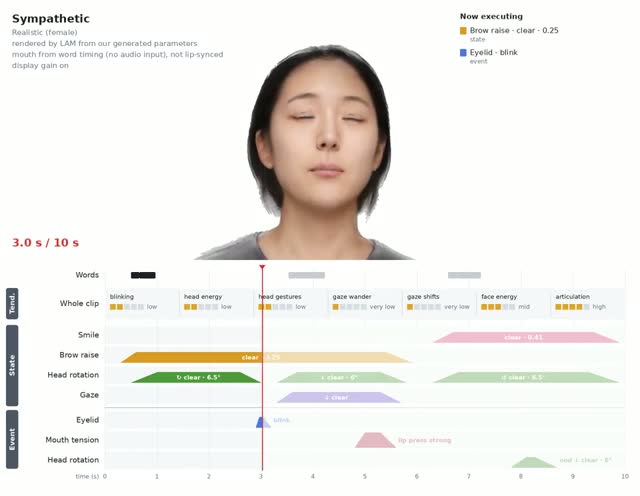 Sympathetic
Realistic (female)
rendered by LAM from our generated parameters
mouth from word timing (no audio input), not lip-synced
display gain on
Now executing
Brow raise · clear · 0.25
state
Eyelid · blink
event
3.0 s / 10 s
Words
Tend.
Whole clip
blinking
low
head energy
low
head gestures
low
gaze wander
very low
gaze shifts
very low
face energy
mid
articulation
high
State
Smile
clear · 0.41
Brow raise
clear · 0.25
Head rotation
↻ clear · 6.5°
↓ clear · 6°
↺ clear · 6.5°
Gaze
↓ clear
Event
Eyelid
blink
Mouth tension
lip press strong
Head rotation
nod ↓ clear · 6°
time (s)
0 1 2 3 4 5 6 7 8 9 10